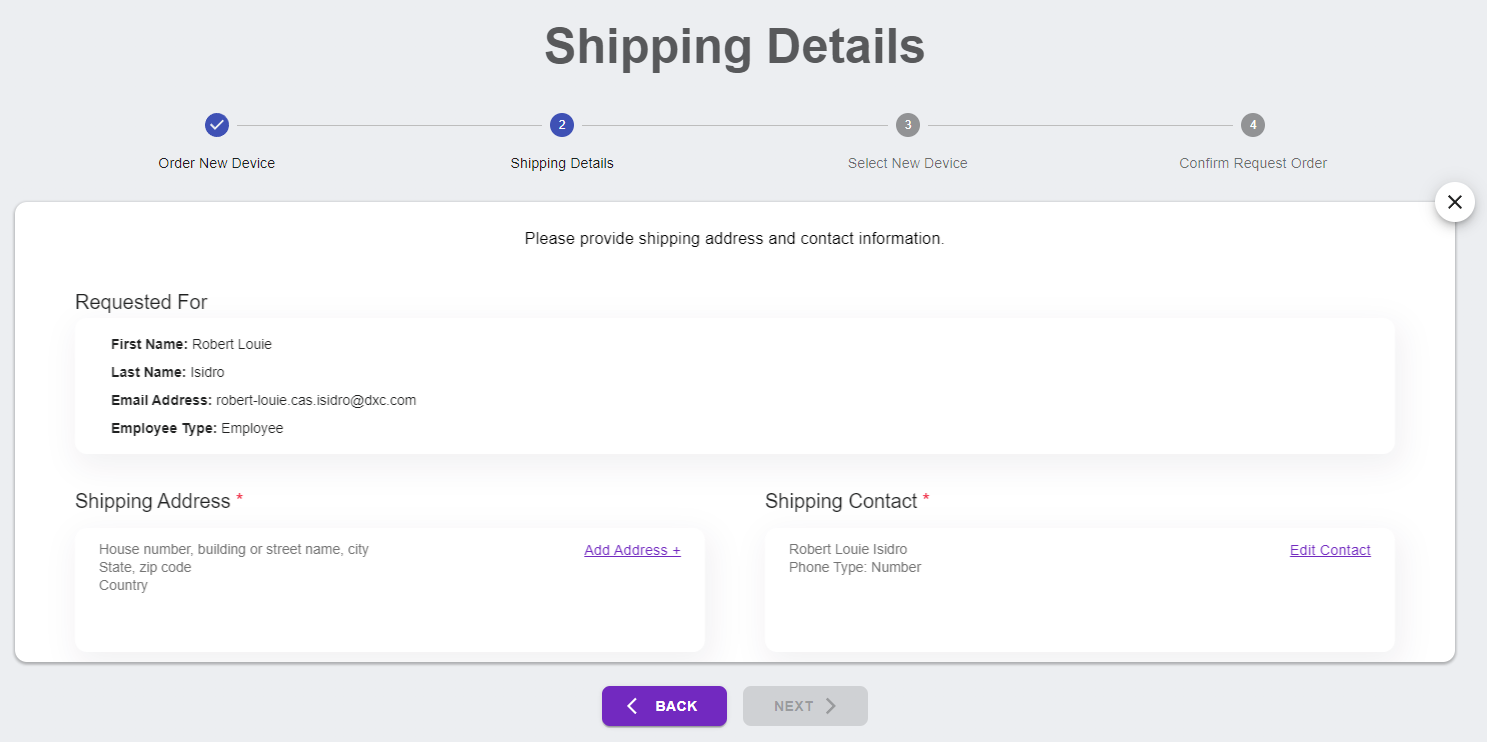 Shipping Details
2
3
4
Order New Device
Shipping Details
Select New Device
Confirm Request Order
Please provide shipping address and contact information.
Requested For
First Name: Robert Louie
Last Name: Isidro
Email Address: robert-louie.cas.isidro@dxc.com
Employee Type: Employee
Shipping Address *
House number, building or street name, city
State, zip code
Country
Add Address +
Shipping Contact *
Robert Louie Isidro
Phone Type: Number
Edit Contact
BACK
NEXT